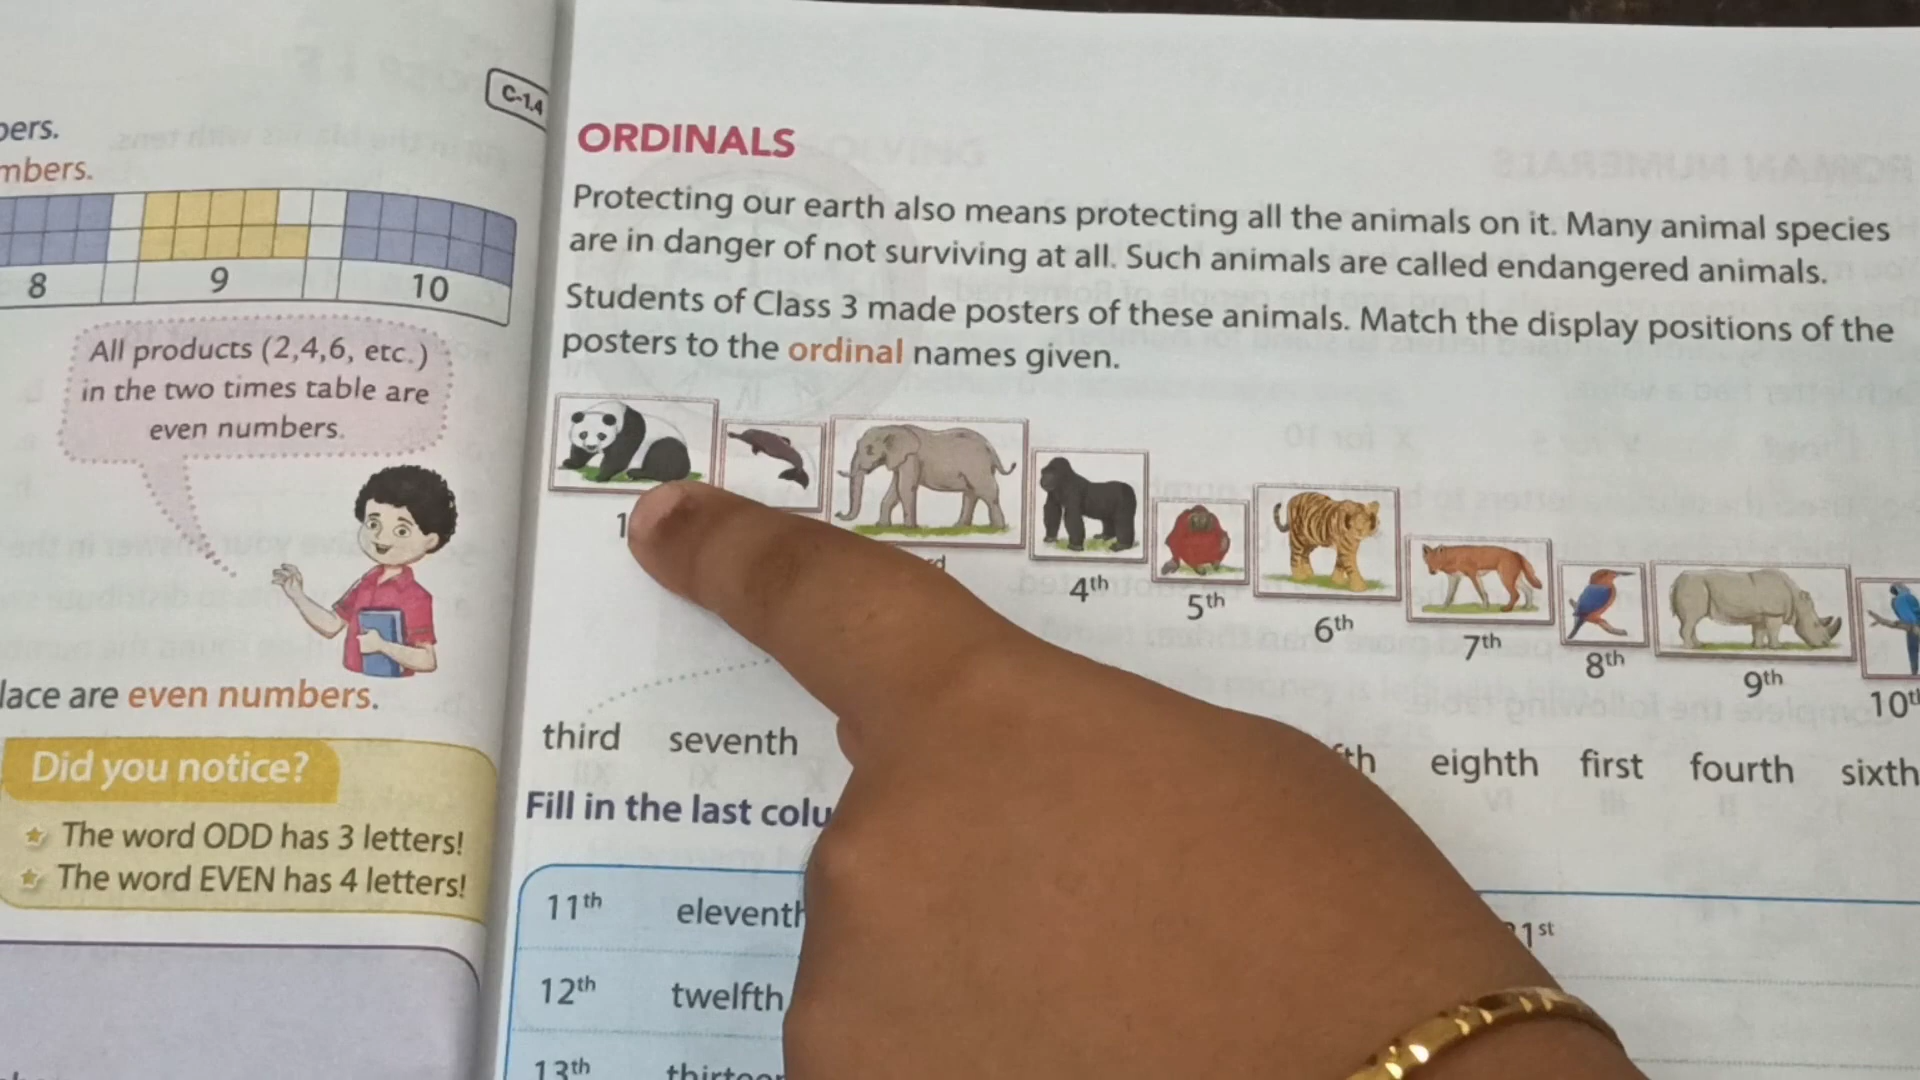 bers.
mbers.
8 9 10
All products (2,4,6, etc.)
in the two times table are
even numbers.
lace are even numbers.
Did you notice?
The word ODD has 3 letters!
The word EVEN has 4 letters!
C-1.4
ORDINALS
Protecting our earth also means protecting all the animals on it. Many animal species
are in danger of not surviving at all. Such animals are called endangered animals.
Students of Class 3 made posters of these animals. Match the display positions of the
posters to the ordinal names given.
1 4th 5th 6th 7th 8th 9th 10t
third seventh eighth first fourth sixth
Fill in the last colu
11th eleventh 1st
12th twelfth
13th